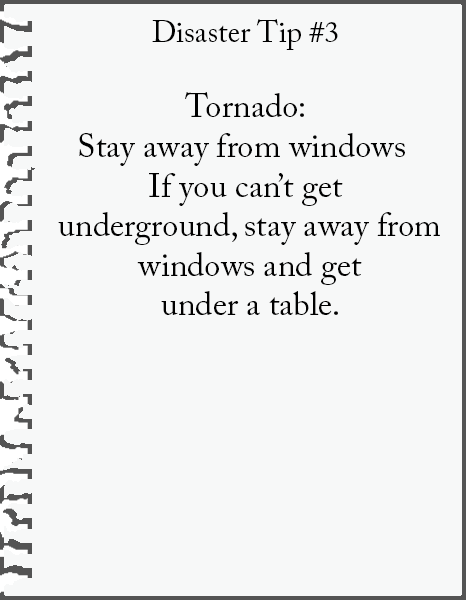 Disaster Tip #3
Tornado:
Stay away from windows
If you can't get
underground, stay away from
windows and get
under a table.